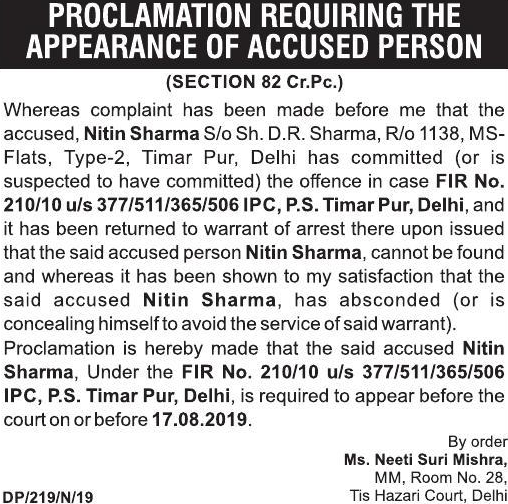 PROCLAMATION REQUIRING THE
APPEARANCE OF ACCUSED PERSON
(SECTION 82 Cr.Pc.)
Whereas complaint has been made before me that the
accused, Nitin Sharma S/o Sh. D.R. Sharma, R/o 1138, MS-
Flats, Type-2, Timar Pur, Delhi has committed (or is
suspected to have committed) the offence in case FIR No.
210/10 u/s 377/511/365/506 IPC, P.S. Timar Pur, Delhi, and
it has been returned to warrant of arrest there upon issued
that the said accused person Nitin Sharma, cannot be found
and whereas it has been shown to my satisfaction that the
said accused Nitin Sharma, has absconded (or is
concealing himself to avoid the service of said warrant).
Proclamation is hereby made that the said accused Nitin
Sharma, Under the FIR No. 210/10 u/s 377/511/365/506
IPC, P.S. Timar Pur, Delhi, is required to appear before the
court on or before 17.08.2019.
By order
Ms. Neeti Suri Mishra,
MM, Room No. 28,
DP/219/N/19 Tis Hazari Court, Delhi